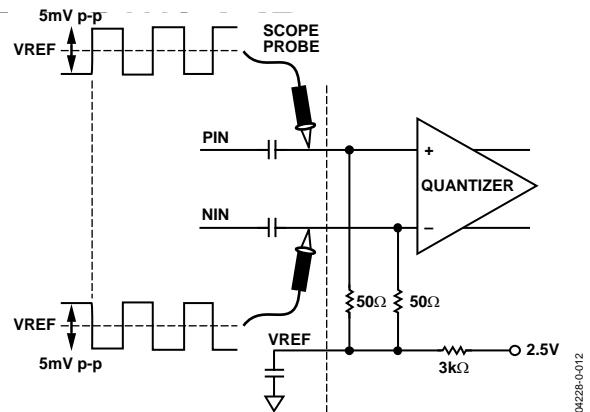 5mV p-p
VREF
SCOPE
PROBE
PIN
+
QUANTIZER
NIN
−
50Ω
50Ω
VREF
5mV p-p
VREF
3kΩ
2.5V
04228-0-012